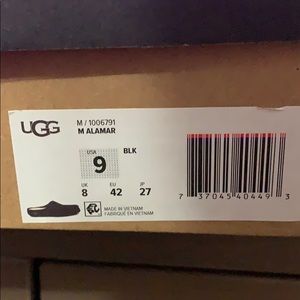 UGG
M / 1006791
M ALAMAR
USA
9
BLK
UK EU JP
8 42 27
MADE IN VIETNAM
FABRIQUÉ EN VIETNAM
7 37045 40449 3